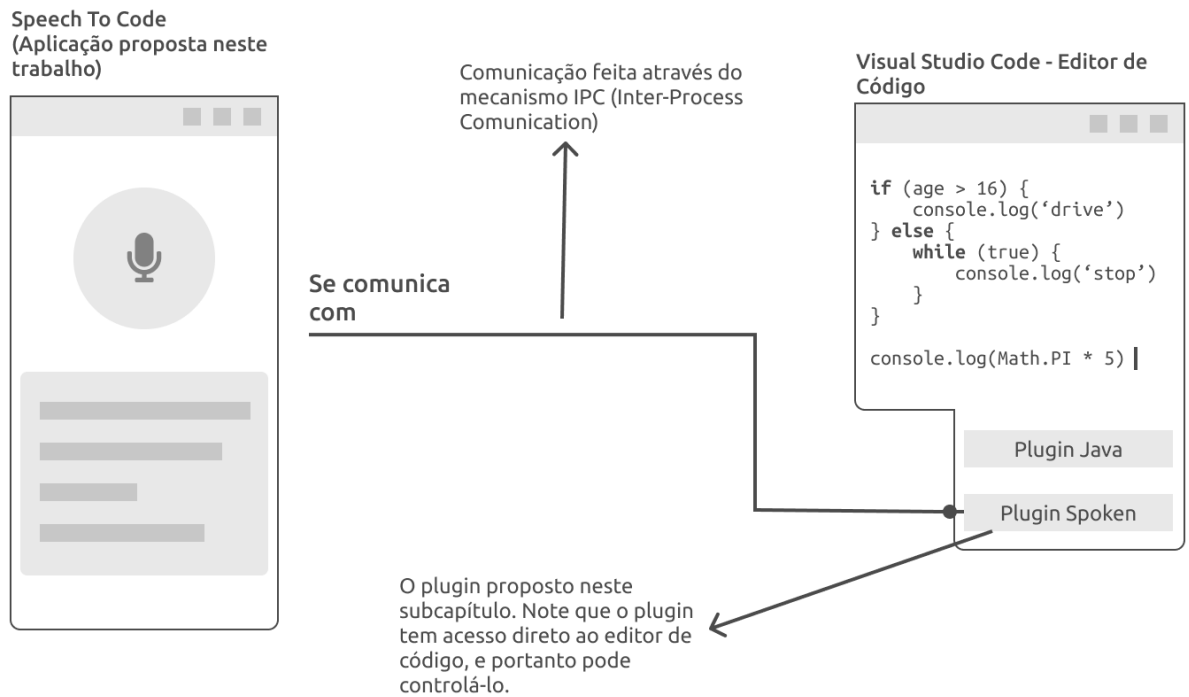 Speech To Code
(Aplicação proposta neste
trabalho)
Comunicação feita através do
mecanismo IPC (Inter-Process
Comunication)
Visual Studio Code - Editor de
Código
if (age > 16) {
console.log(‘drive’)
} else {
while (true) {
console.log(‘stop’)
}
}
console.log(Math.PI * 5)
Se comunica
com
Plugin Java
Plugin Spoken
O plugin proposto neste
subcapítulo. Note que o plugin
tem acesso direto ao editor de
código, e portanto pode
controlá-lo.